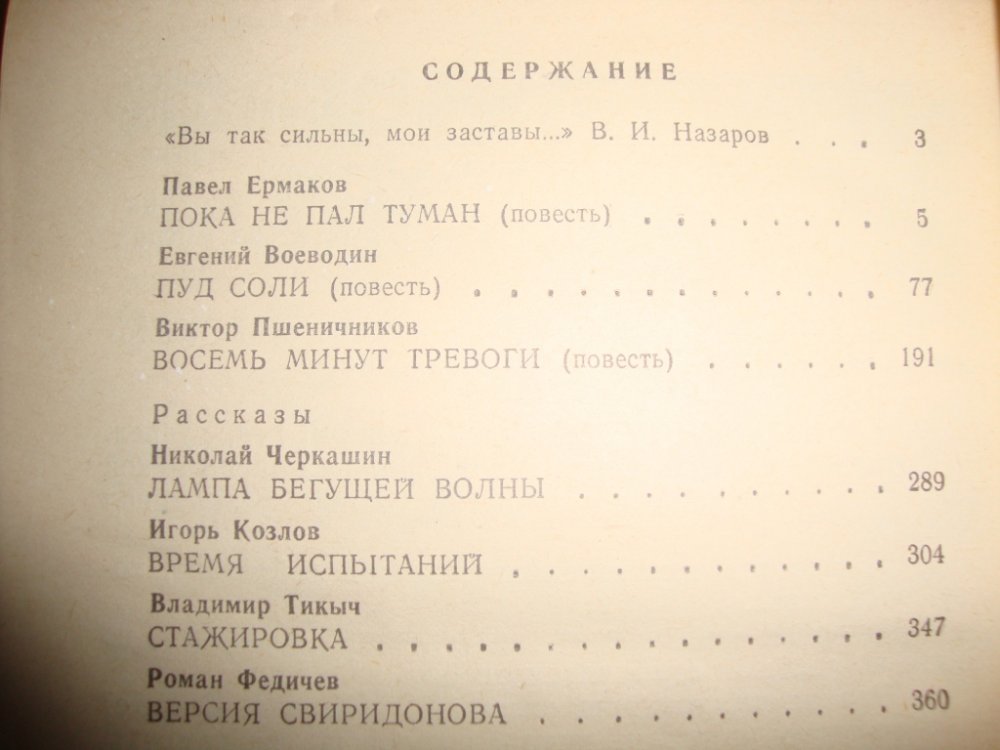 СОДЕРЖАНИЕ
«Вы так сильны, мои заставы...» В. И. Назаров . . . 3
Павел Ермаков
ПОКА НЕ ПАЛ ТУМАН (повесть) . . . . . . . . 5
Евгений Воеводин
ПУД СОЛИ (повесть) . . . . . . . . . . . . 77
Виктор Пшеничников
ВОСЕМЬ МИНУТ ТРЕВОГИ (повесть) . . . . . . 191
Рассказы
Николай Черкашин
ЛАМПА БЕГУЩЕЙ ВОЛНЫ . . . . . . . . . . 289
Игорь Козлов
ВРЕМЯ ИСПЫТАНИЙ . . . . . . . . . . . . 304
Владимир Тикыч
СТАЖИРОВКА . . . . . . . . . . . . . . . 347
Роман Федичев
ВЕРСИЯ СВИРИДОНОВА . . . . . . . . . . . 360